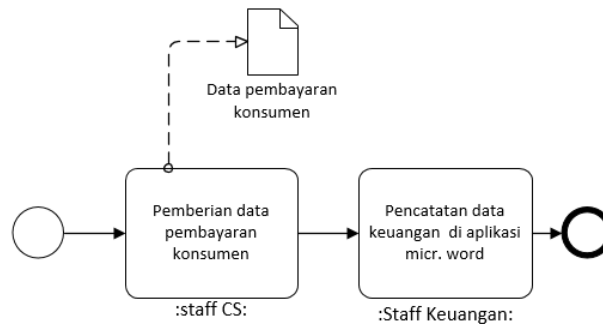 Data pembayaran
konsumen
Pemberian data
pembayaran
konsumen
:staff CS:
Pencatatan data
keuangan  di aplikasi
micr. word
:Staff Keuangan: